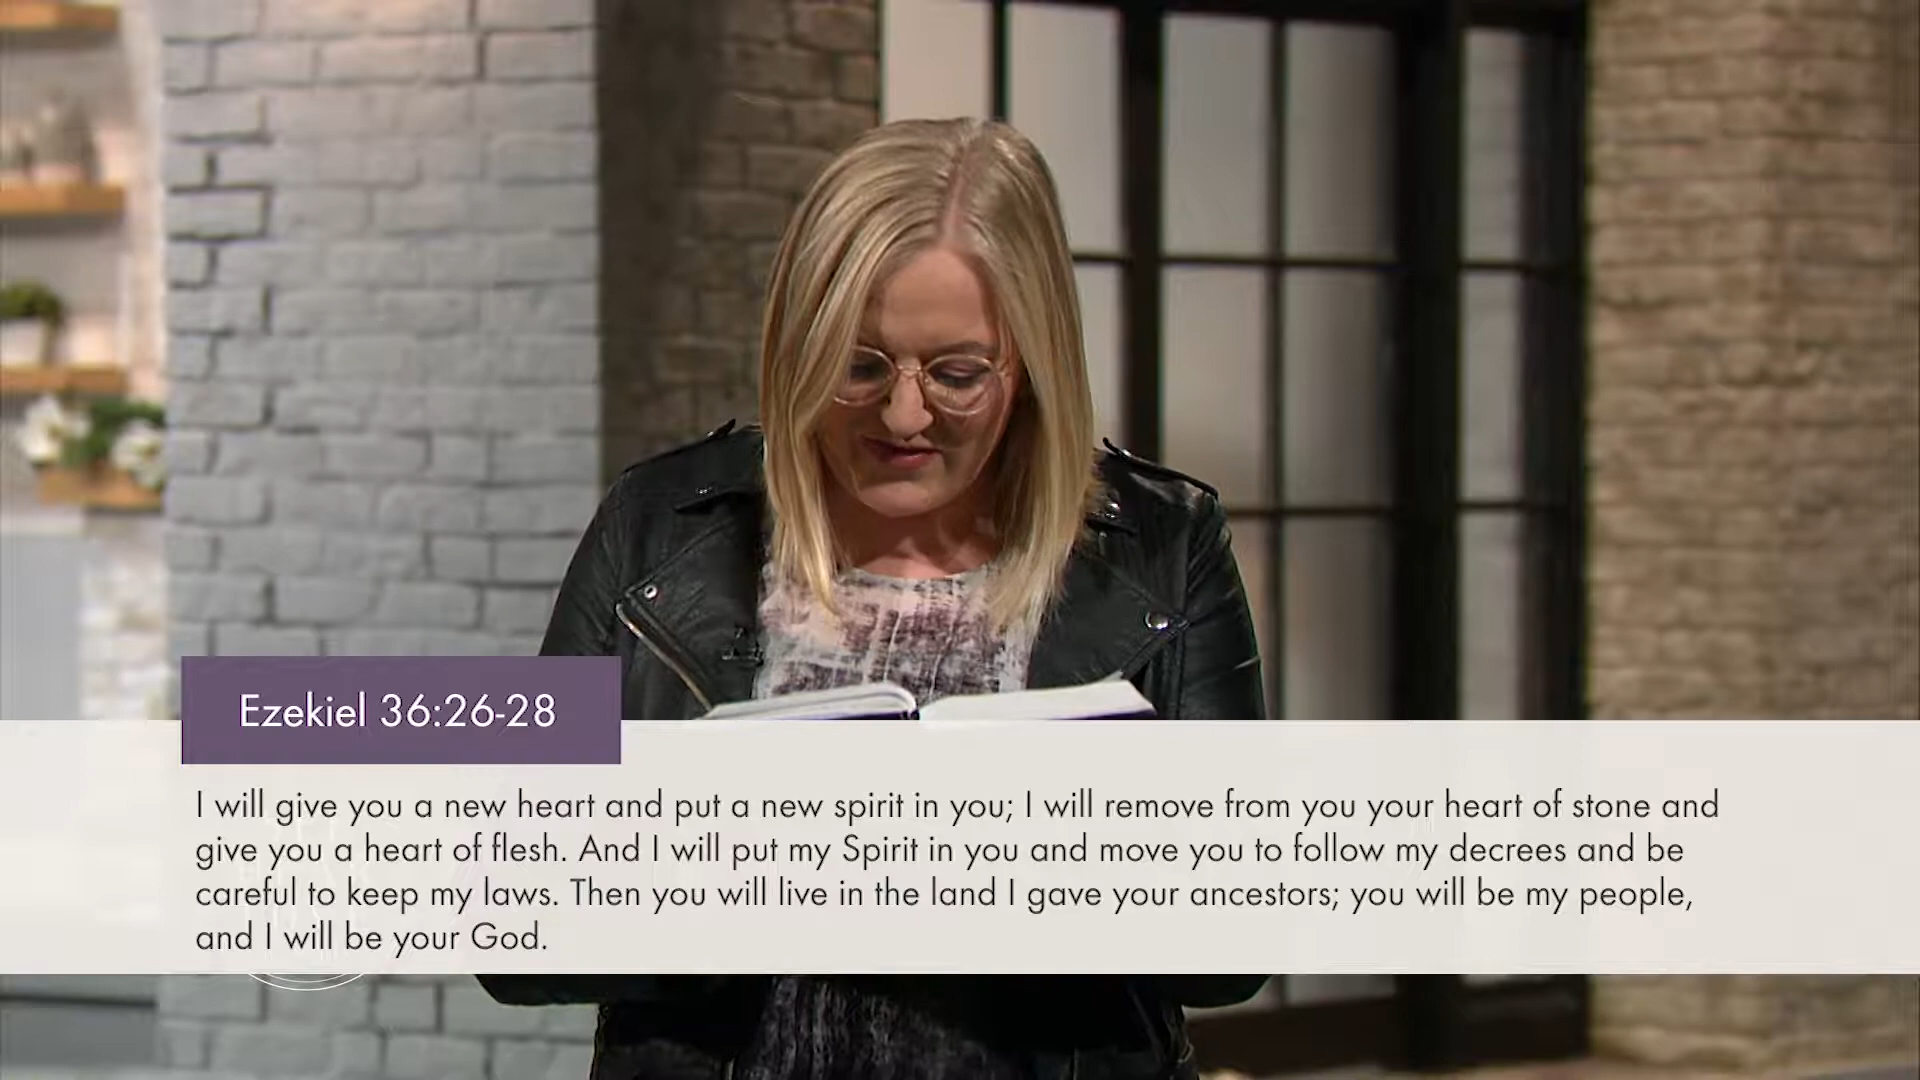 Ezekiel 36:26-28
I will give you a new heart and put a new spirit in you; I will remove from you your heart of stone and
give you a heart of flesh. And I will put my Spirit in you and move you to follow my decrees and be
careful to keep my laws. Then you will live in the land I gave your ancestors; you will be my people,
and I will be your God.